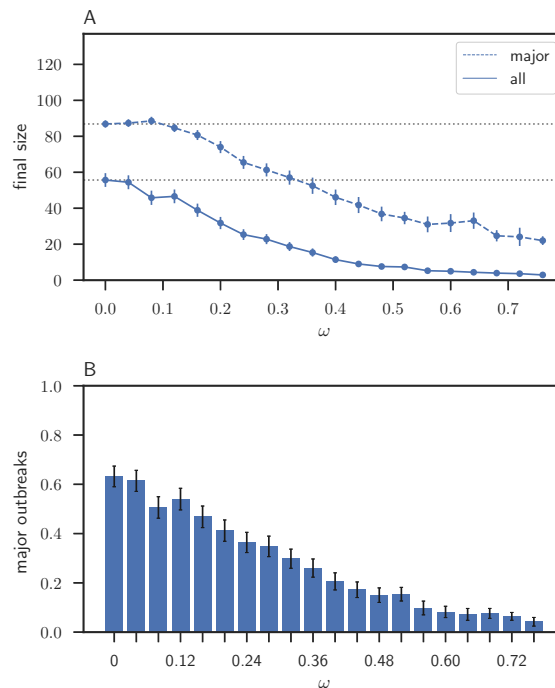 A
120
100
80
60
40
20
0
final size
major
all
0.0 0.1 0.2 0.3 0.4 0.5 0.6 0.7
ω
B
1.0
0.8
0.6
0.4
0.2
0.0
major outbreaks
0 0.12 0.24 0.36 0.48 0.60 0.72
ω